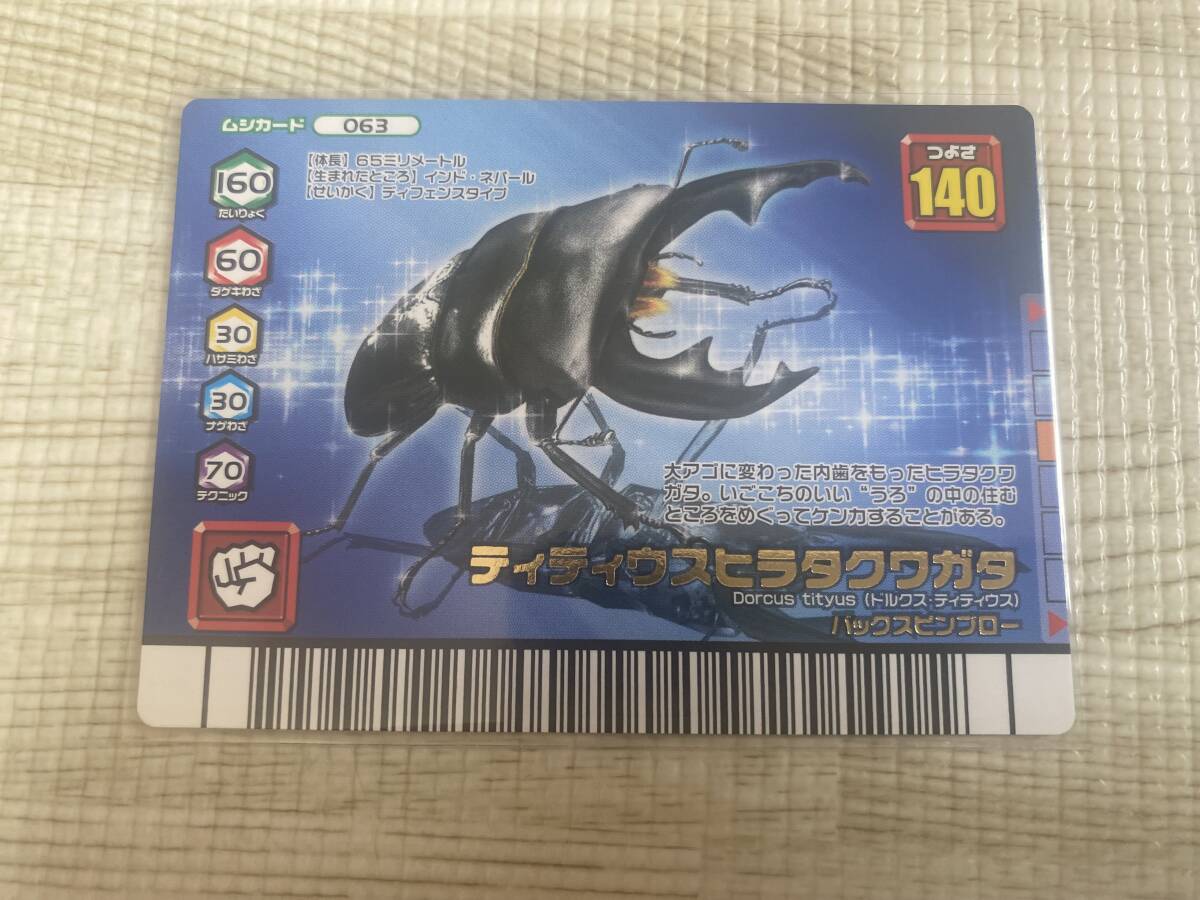 ムシカード 063
【体長】65ミリメートル
【生まれたところ】インド・ネパール
【せいかく】ディフェンスタイプ
つよさ
140
160
たいりょく
60
ダゲキわざ
30
ハサミわざ
30
ナゲわざ
70
テクニック
大アゴに変わった内歯をもったヒラタクワ
ガタ。いごこちのいい“うろ”の中の住む
ところをめぐってケンカすることがある。
ティティウスヒラタクワガタ
Dorcus tityus (ドルクス・ティティウス)
バックスピンブロー